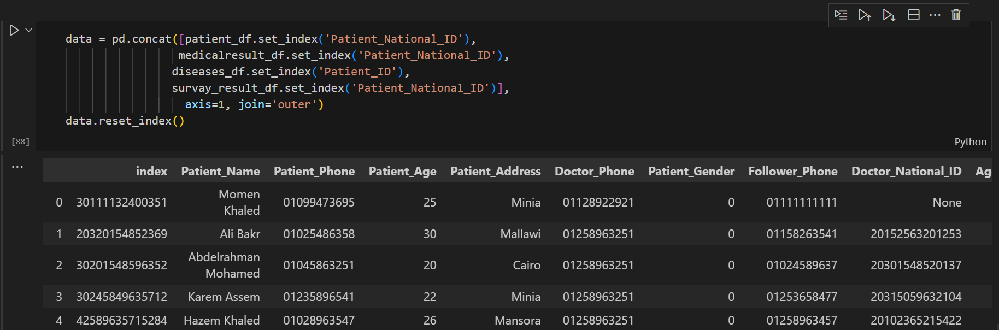 data = pd.concat([patient_df.set_index('Patient_National_ID'),
medicalresult_df.set_index('Patient_National_ID'),
diseases_df.set_index('Patient_ID'),
survay_result_df.set_index('Patient_National_ID')],
axis=1, join='outer')
data.reset_index()
[88]
Python
index Patient_Name Patient_Phone Patient_Age Patient_Address Doctor_Phone Patient_Gender Follower_Phone Doctor_National_ID
0 30111132400351 Momen Khaled 01099473695 25 Minia 01128922921 0 01111111111 None
1 20320154852369 Ali Bakr 01025486358 30 Mallawi 01258963251 0 01158263541 20152563201253
2 30201548596352 Abdelrahman Mohamed 01045863251 20 Cairo 01258963251 0 01024589637 20301548520137
3 30245849635712 Karem Assem 01235896541 22 Minia 01258963251 0 01253658477 20315059632104
4 42589635715284 Hazem Khaled 01028963547 26 Mansora 01258963251 0 01258963457 20102365215422